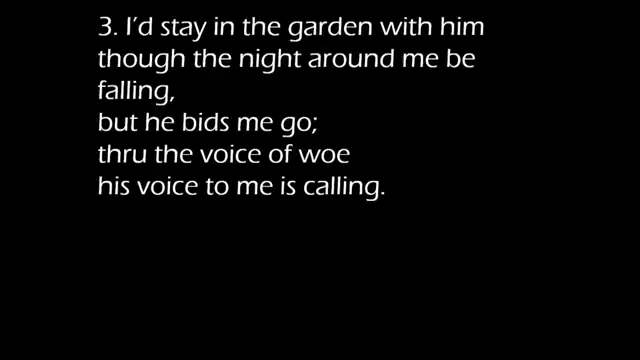 3. I'd stay in the garden with him
though the night around me be
falling,
but he bids me go;
thru the voice of woe
his voice to me is calling.